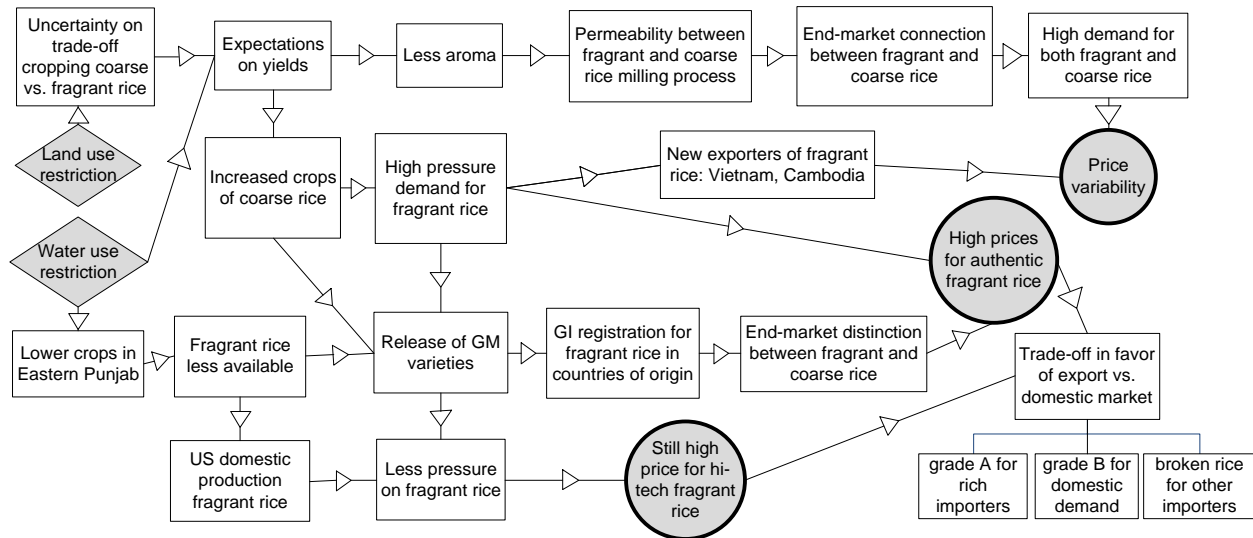 Uncertainty on
trade-off
cropping coarse
vs. fragrant rice
Expectations
on yields
Less aroma
Permeability between
fragrant and coarse
rice milling process
End-market connection
between fragrant and
coarse rice
High demand for
both fragrant and
coarse rice
Land use
restriction
Increased crops
of coarse rice
High pressure
demand for
fragrant rice
New exporters of fragrant
rice: Vietnam, Cambodia
Price
variability
Water use
restriction
High prices
for authentic
fragrant rice
Lower crops in
Eastern Punjab
Fragrant rice
less available
Release of GM
varieties
GI registration for
fragrant rice in
countries of origin
End-market distinction
between fragrant and
coarse rice
Trade-off in favor
of export vs.
domestic market
US domestic
production
fragrant rice
Less pressure
on fragrant rice
Still high
price for hi-
tech fragrant
rice
grade A for
rich
importers
grade B for
domestic
demand
broken rice
for other
importers